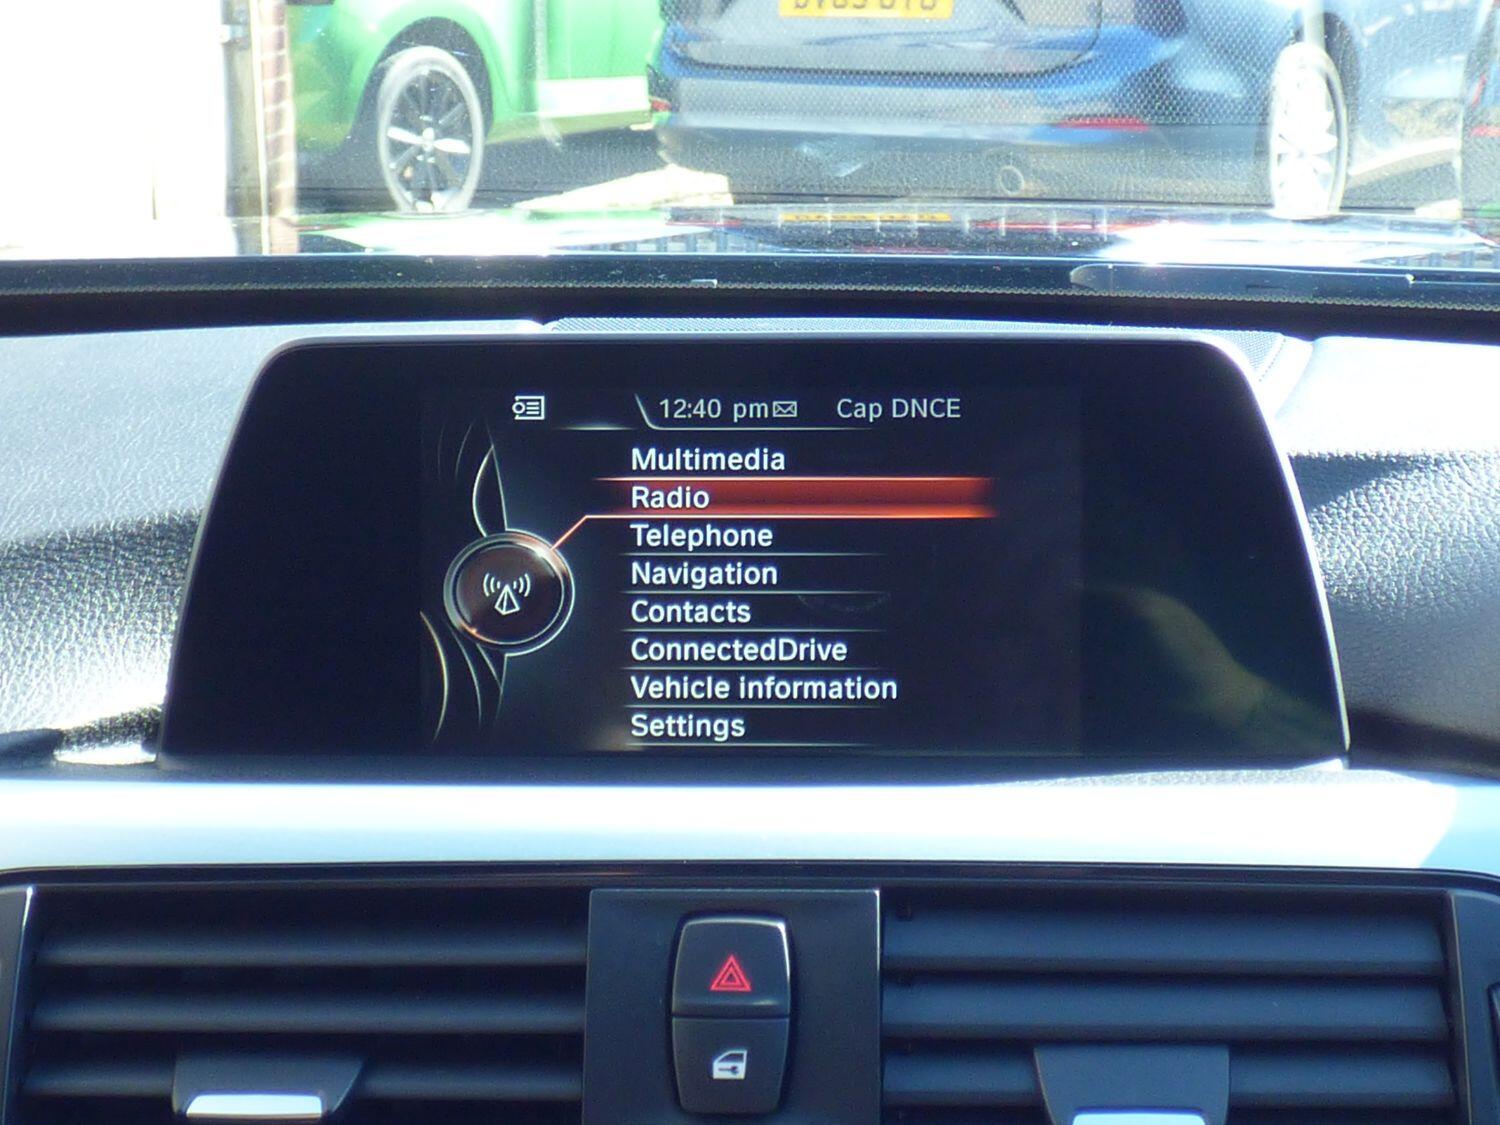 12:40 pm Cap DNCE
Multimedia
Radio
Telephone
Navigation
Contacts
ConnectedDrive
Vehicle information
Settings